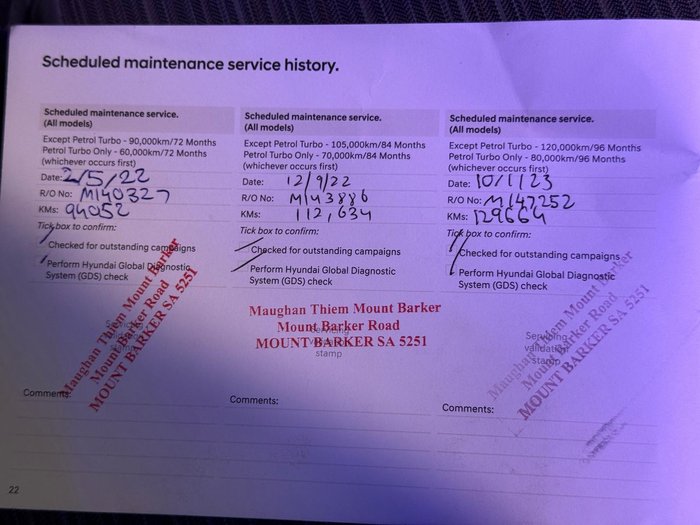 Scheduled maintenance service history.
Scheduled maintenance service.
(All models)
Except Petrol Turbo - 90,000km/72 Months
Petrol Turbo Only - 60,000km/72 Months
(whichever occurs first)
Date: 2/5/22
R/O No: M140327
KMs: 94052
Tick box to confirm:
Checked for outstanding campaigns
Perform Hyundai Global Diagnostic
System (GDS) check
Maughan Thiem Mount Barker
Mount Barker Road
MOUNT BARKER SA 5251
Comments:
Scheduled maintenance service.
(All models)
Except Petrol Turbo - 105,000km/84 Months
Petrol Turbo Only - 70,000km/84 Months
(whichever occurs first)
Date: 12/9/22
R/O No: M143886
KMs: 112,634
Tick box to confirm:
Checked for outstanding campaigns
Perform Hyundai Global Diagnostic
System (GDS) check
Maughan Thiem Mount Barker
Servicing
Mount Barker Road
MOUNT BARKER SA 5251
stamp
Comments:
Scheduled maintenance service.
(All models)
Except Petrol Turbo - 120,000km/96 Months
Petrol Turbo Only - 80,000km/96 Months
(whichever occurs first)
Date: 10/1/23
R/O No: M147252
KMs: 129664
Tick box to confirm:
Checked for outstanding campaigns
Perform Hyundai Global Diagnostic
System (GDS) check
Servicing
validation
stamp
Maughan Thiem Mount Barker
Mount Barker Road
MOUNT BARKER SA 5251
Comments:
22